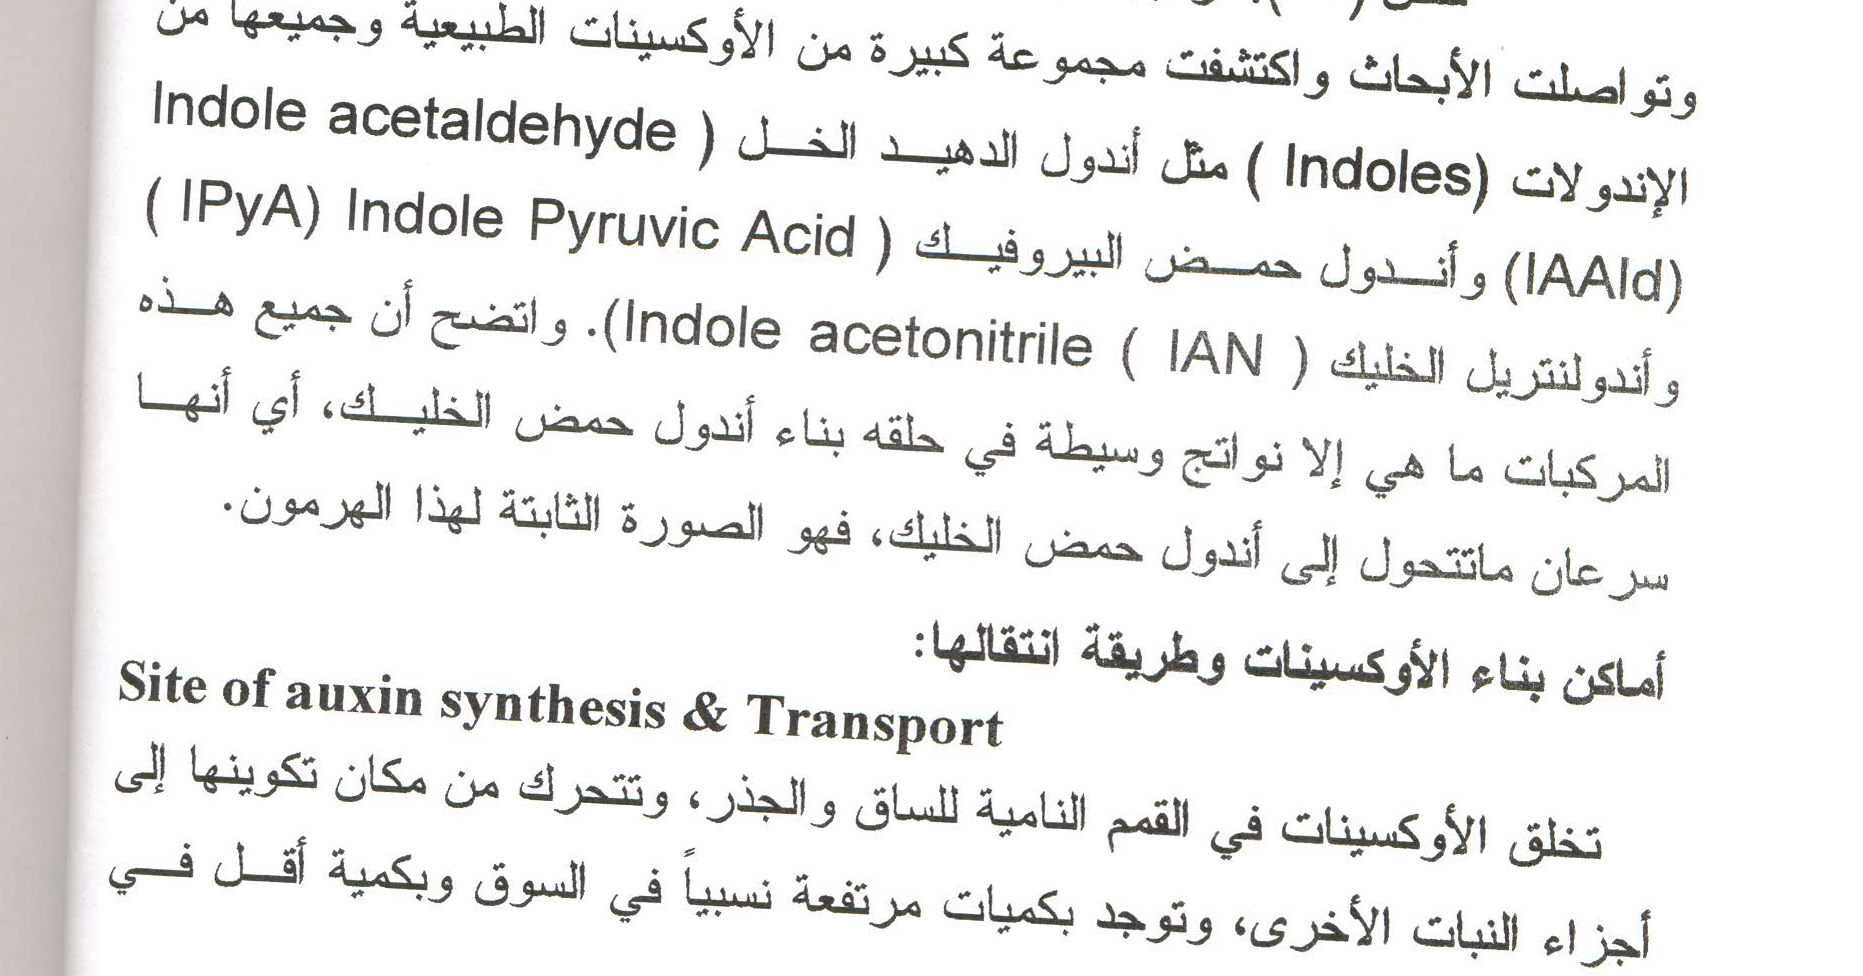 وتواصلت الأبحاث واكتشفت مجموعة كبيرة من الأوكسينات الطبيعية وجميعها من
الإندولات (Indoles ) مثل أندول الدهيد الخل ( Indole acetaldehyde
(IAAld) وأندول حمض البيروفيك ( IPyA) Indole Pyruvic Acid )
وأندولنتريل الخليك ( Indole acetonitrile ( IAN). واتضح أن جميع هذه
المركبات ما هي إلا نواتج وسيطة في حلقه بناء أندول حمض الخليك، أي أنها
سرعان ماتتحول إلى أندول حمض الخليك، فهو الصورة الثابتة لهذا الهرمون.
أماكن بناء الأوكسينات وطريقة انتقالها:
Site of auxin synthesis & Transport
تخلق الأوكسينات في القمم النامية للساق والجذر، وتتحرك من مكان تكوينها إلى
أجزاء النبات الأخرى، وتوجد بكميات مرتفعة نسبياً في السوق وبكمية أقل في